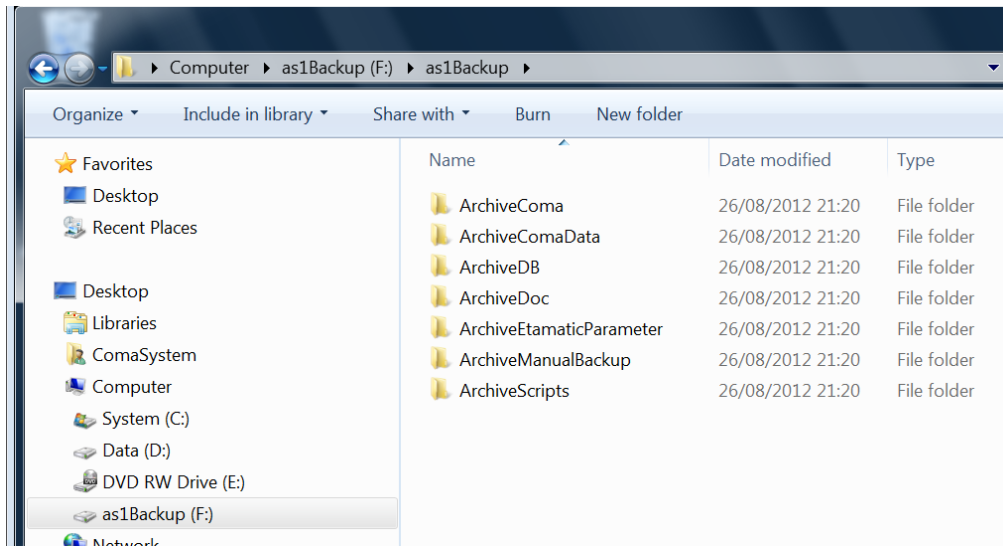 Computer as1Backup (F:) as1Backup
Organize Include in library Share with Burn New folder
Favorites
Desktop
Recent Places
Desktop
Libraries
ComaSystem
Computer
System (C:)
Data (D:)
DVD RW Drive (E:)
as1Backup (F:)
Network
Name Date modified Type
ArchiveComa 26/08/2012 21:20 File folder
ArchiveComaData 26/08/2012 21:20 File folder
ArchiveDB 26/08/2012 21:20 File folder
ArchiveDoc 26/08/2012 21:20 File folder
ArchiveEtamaticParameter 26/08/2012 21:20 File folder
ArchiveManualBackup 26/08/2012 21:20 File folder
ArchiveScripts 26/08/2012 21:20 File folder